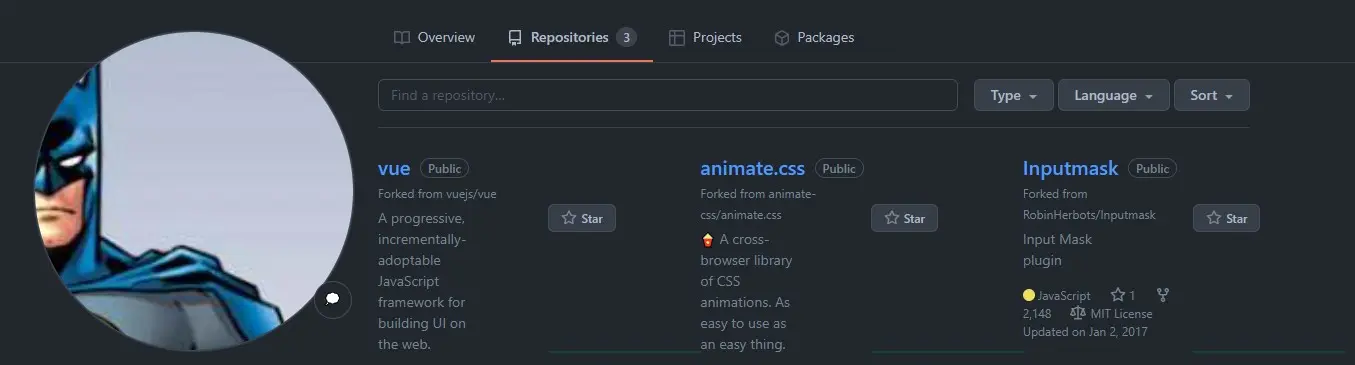 Overview Repositories 3 Projects Packages
Find a repository... Type Language Sort
vue Public
Forked from vuejs/vue
A progressive,
incrementally-
adoptable
JavaScript
framework for
building UI on
the web.
Star
animate.css Public
Forked from animate-
css/animate.css
🍿 A cross-
browser library
of CSS
animations. As
easy to use as
an easy thing.
Star
Inputmask Public
Forked from
RobinHerbots/Inputmask
Input Mask
plugin
JavaScript 1
2,148 MIT License
Updated on Jan 2, 2017
Star